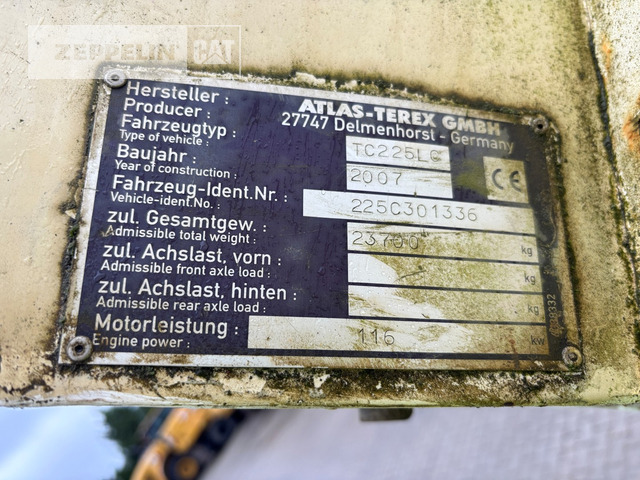 ZEPPELIN CAT
Hersteller :
Producer :
ATLAS-TEREX GMBH
27747 Delmenhorst - Germany
Fahrzeugtyp :
Type of vehicle :
TC225LC
Baujahr :
Year of construction :
2007
CE
Fahrzeug-Ident.Nr. :
Vehicle-ident.No. :
225C301336
zul. Gesamtgew. :
Admissible total weight :
23700 kg
zul. Achslast, vorn :
Admissible front axle load :
kg
zul. Achslast, hinten :
Admissible rear axle load :
kg
Motorleistung :
Engine power :
116 kw